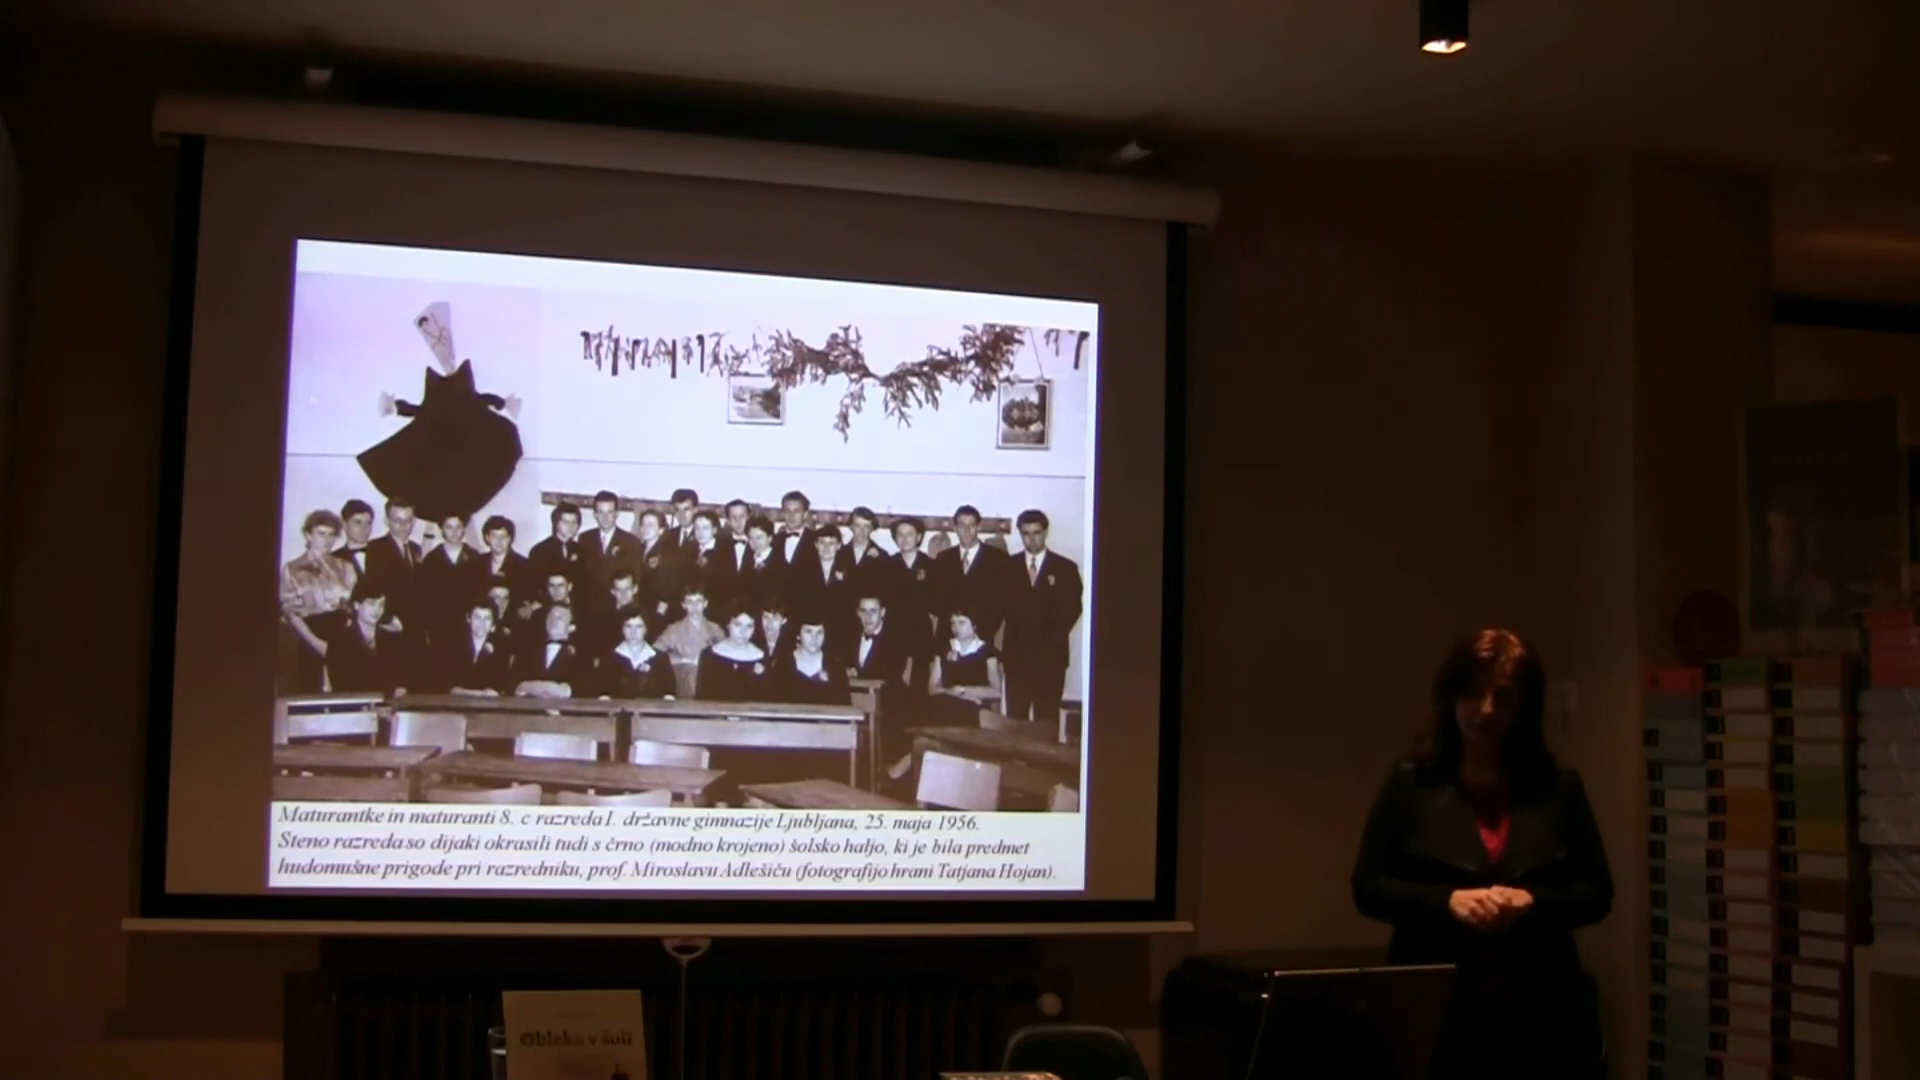 Maturantke in maturanti 8. c razreda I. državne gimnazije Ljubljana, 25. maja 1956.
Steno razreda so dijaki okrasili tudi s črno (modno krojeno) šolsko haljo, ki je bila predmet
hudomušne prigode pri razredniku, prof. Miroslavu Adlešiču (fotografijo hrani Tatjana Hojan).
Obleka v šoli